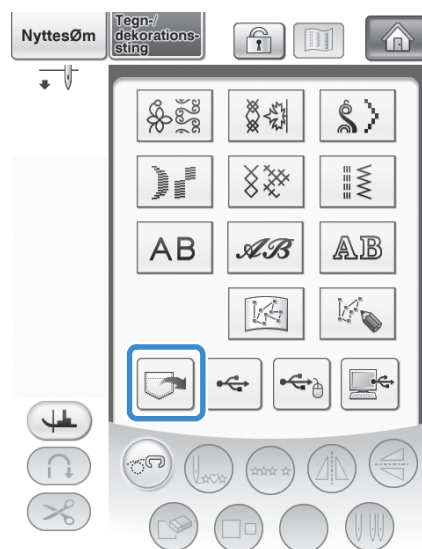 NyttesØm
Tegn-/
dekorations-
sting
AB
AB
AB